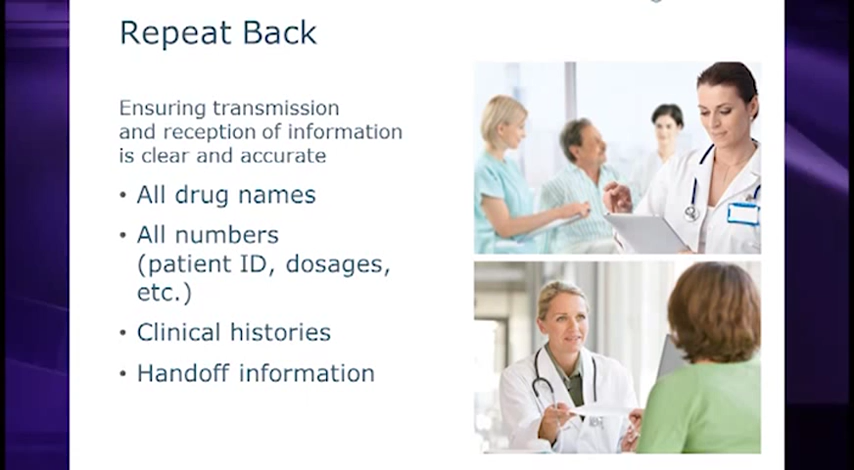 Repeat Back
Ensuring transmission
and reception of information
is clear and accurate
• All drug names
• All numbers
(patient ID, dosages,
etc.)
• Clinical histories
• Handoff information